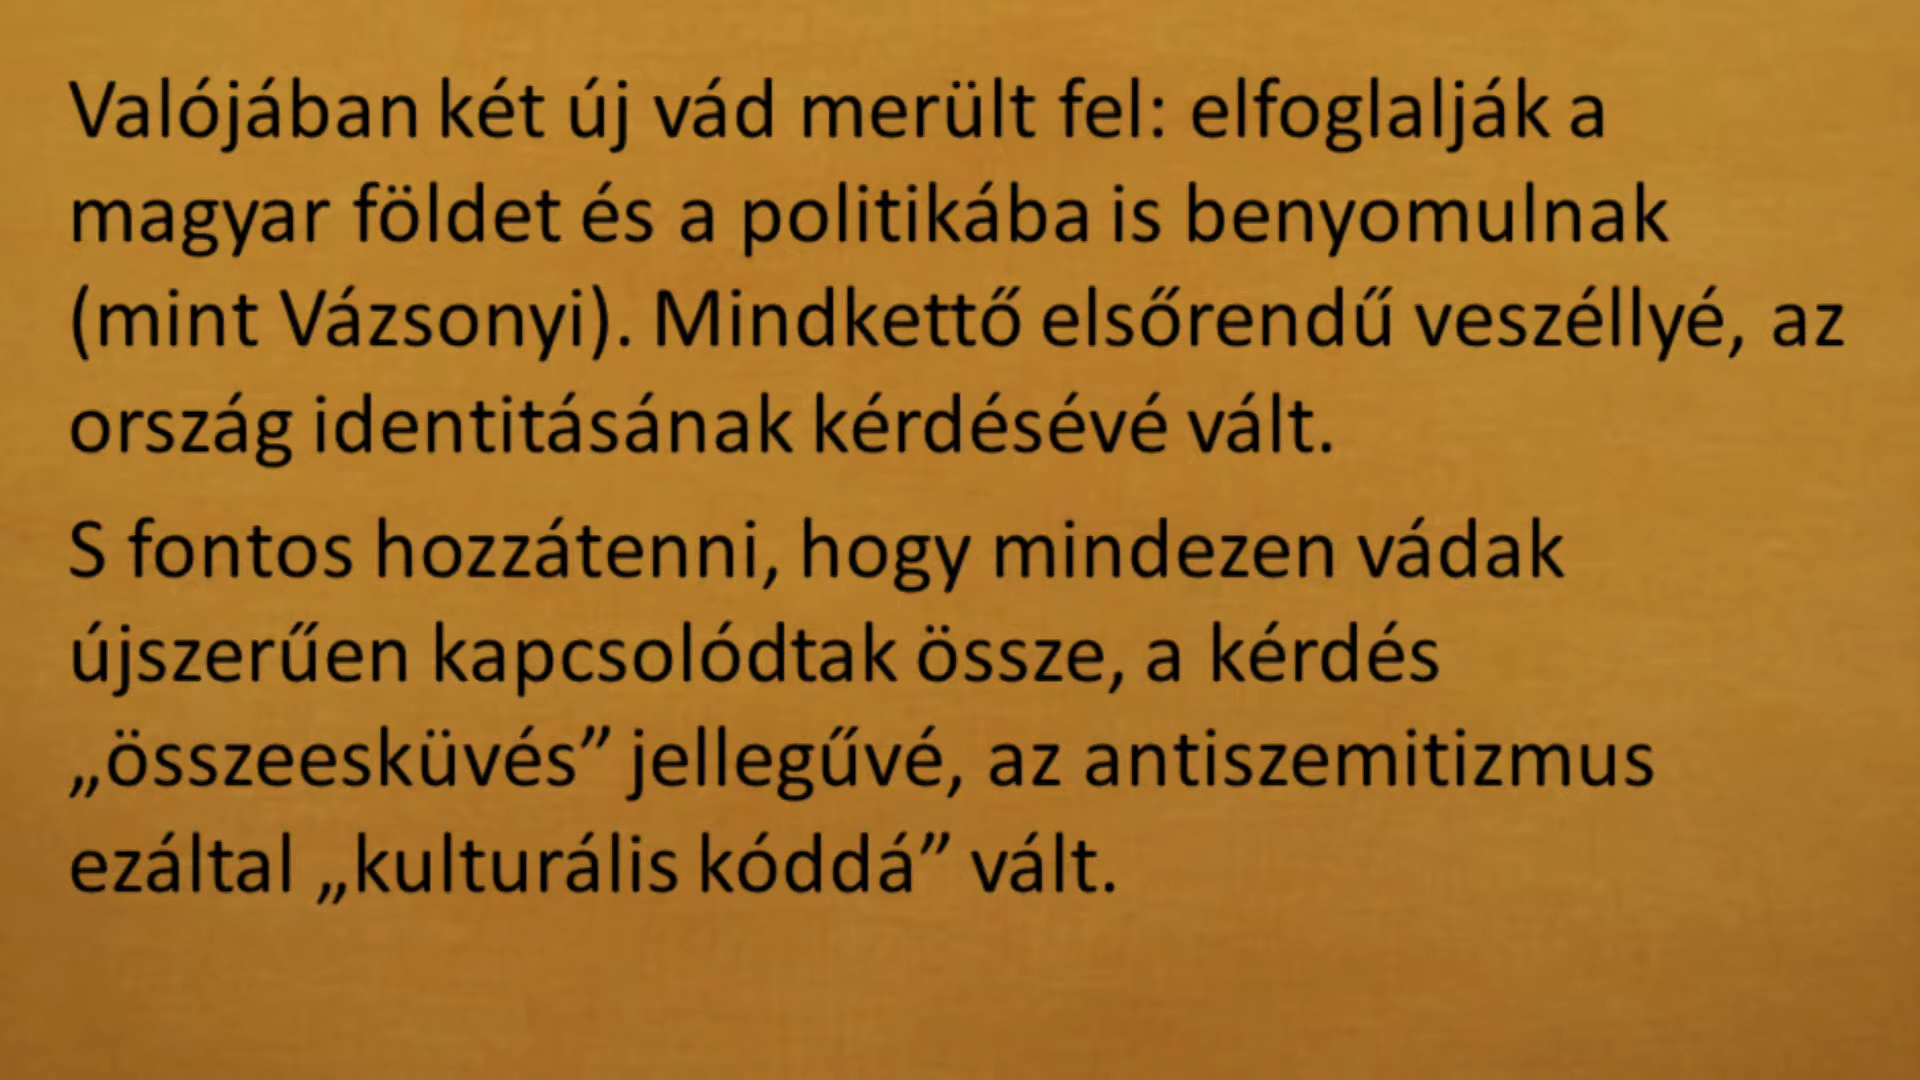 Valójában két új vád merült fel: elfoglalják a
magyar földet és a politikába is benyomulnak
(mint Vázsonyi). Mindkettő elsőrendű veszéllyé, az
ország identitásának kérdésévé vált.
S fontos hozzátenni, hogy mindezen vádak
újszerűen kapcsolódtak össze, a kérdés
„összeesküvés” jellegűvé, az antiszemitizmus
ezáltal „kulturális kóddá” vált.